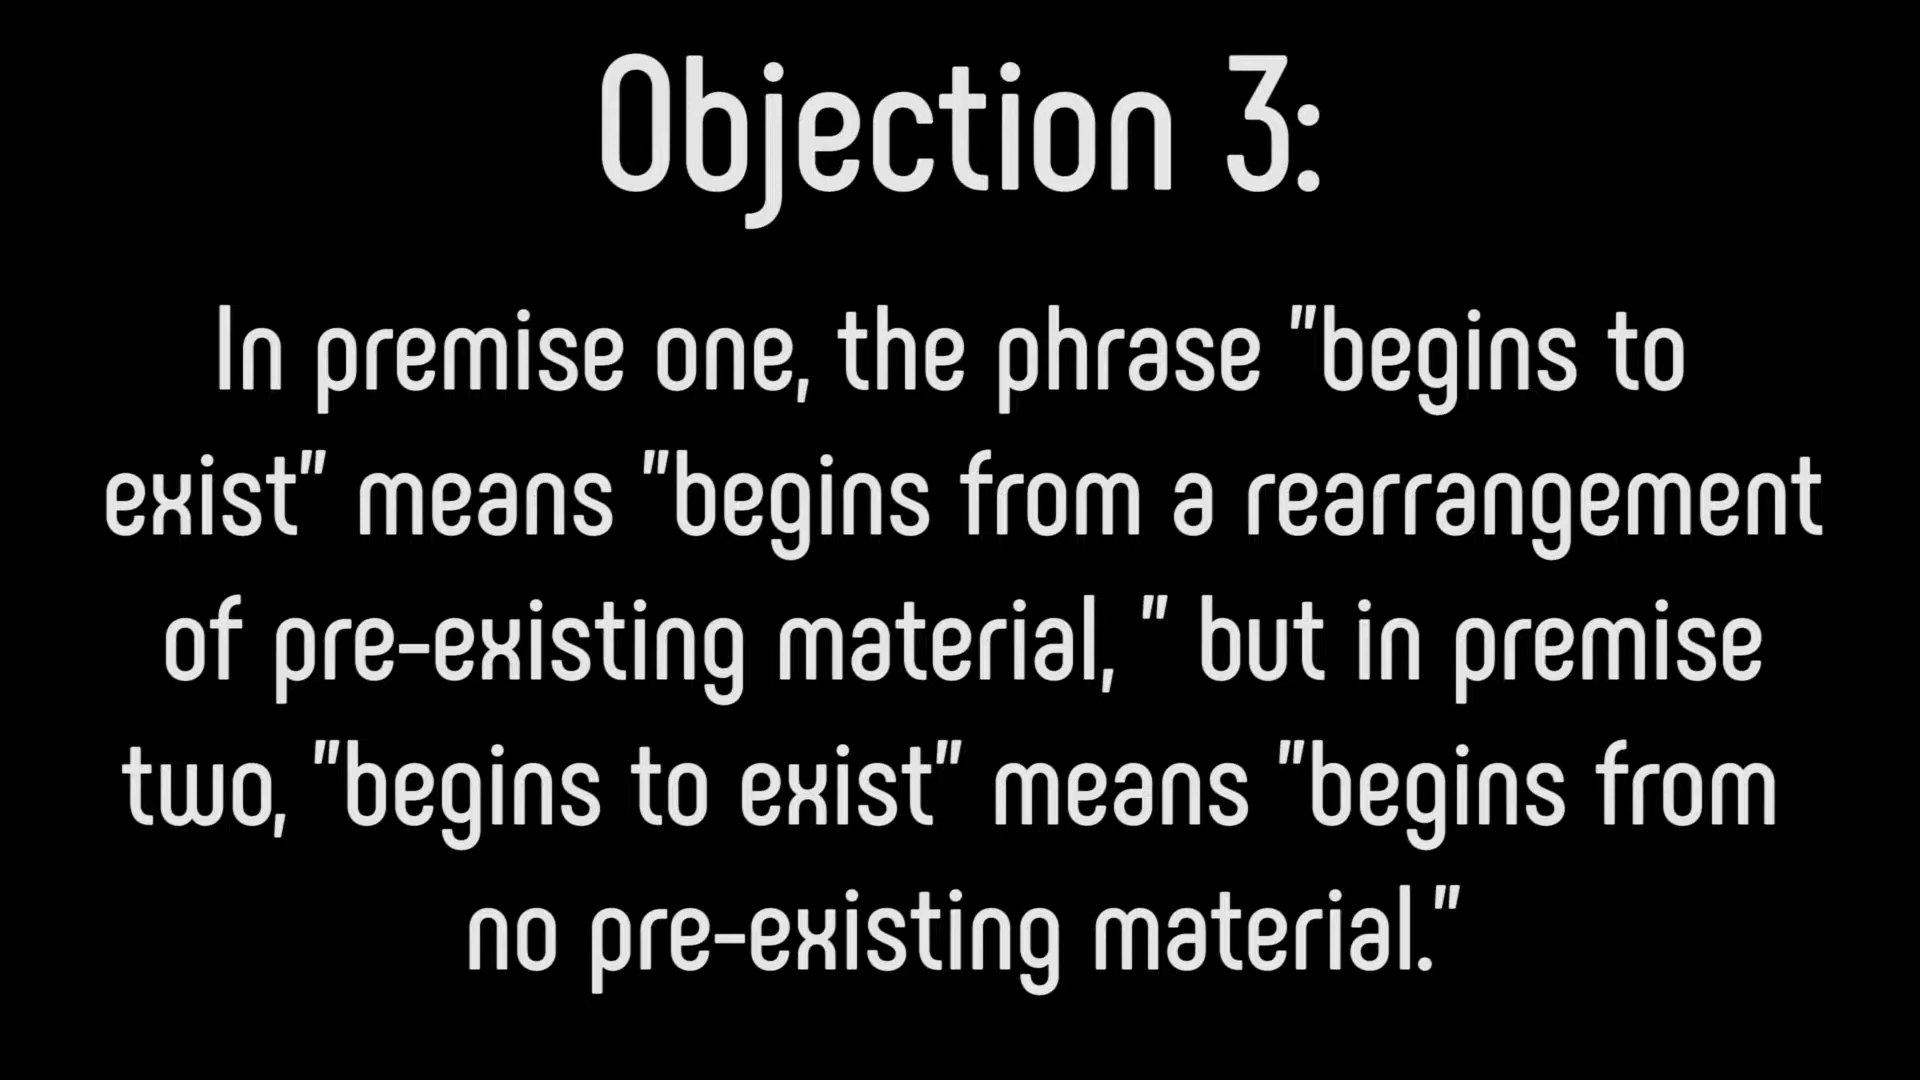 Objection 3:
In premise one, the phrase "begins to
exist" means "begins from a rearrangement
of pre-existing material, " but in premise
two, "begins to exist" means "begins from
no pre-existing material."